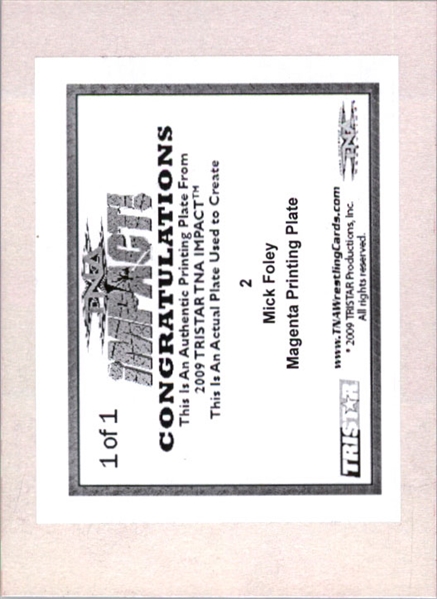 1 of 1
TNA
IMPACT!
CONGRATULATIONS
This Is An Authentic Printing Plate From
2009 TRISTAR TNA IMPACT™
This Is An Actual Plate Used to Create
2
Mick Foley
Magenta Printing Plate
TRISTAR
www.TNAWrestlingCards.com
* 2009 TRISTAR Productions, Inc.
All rights reserved.
TNA